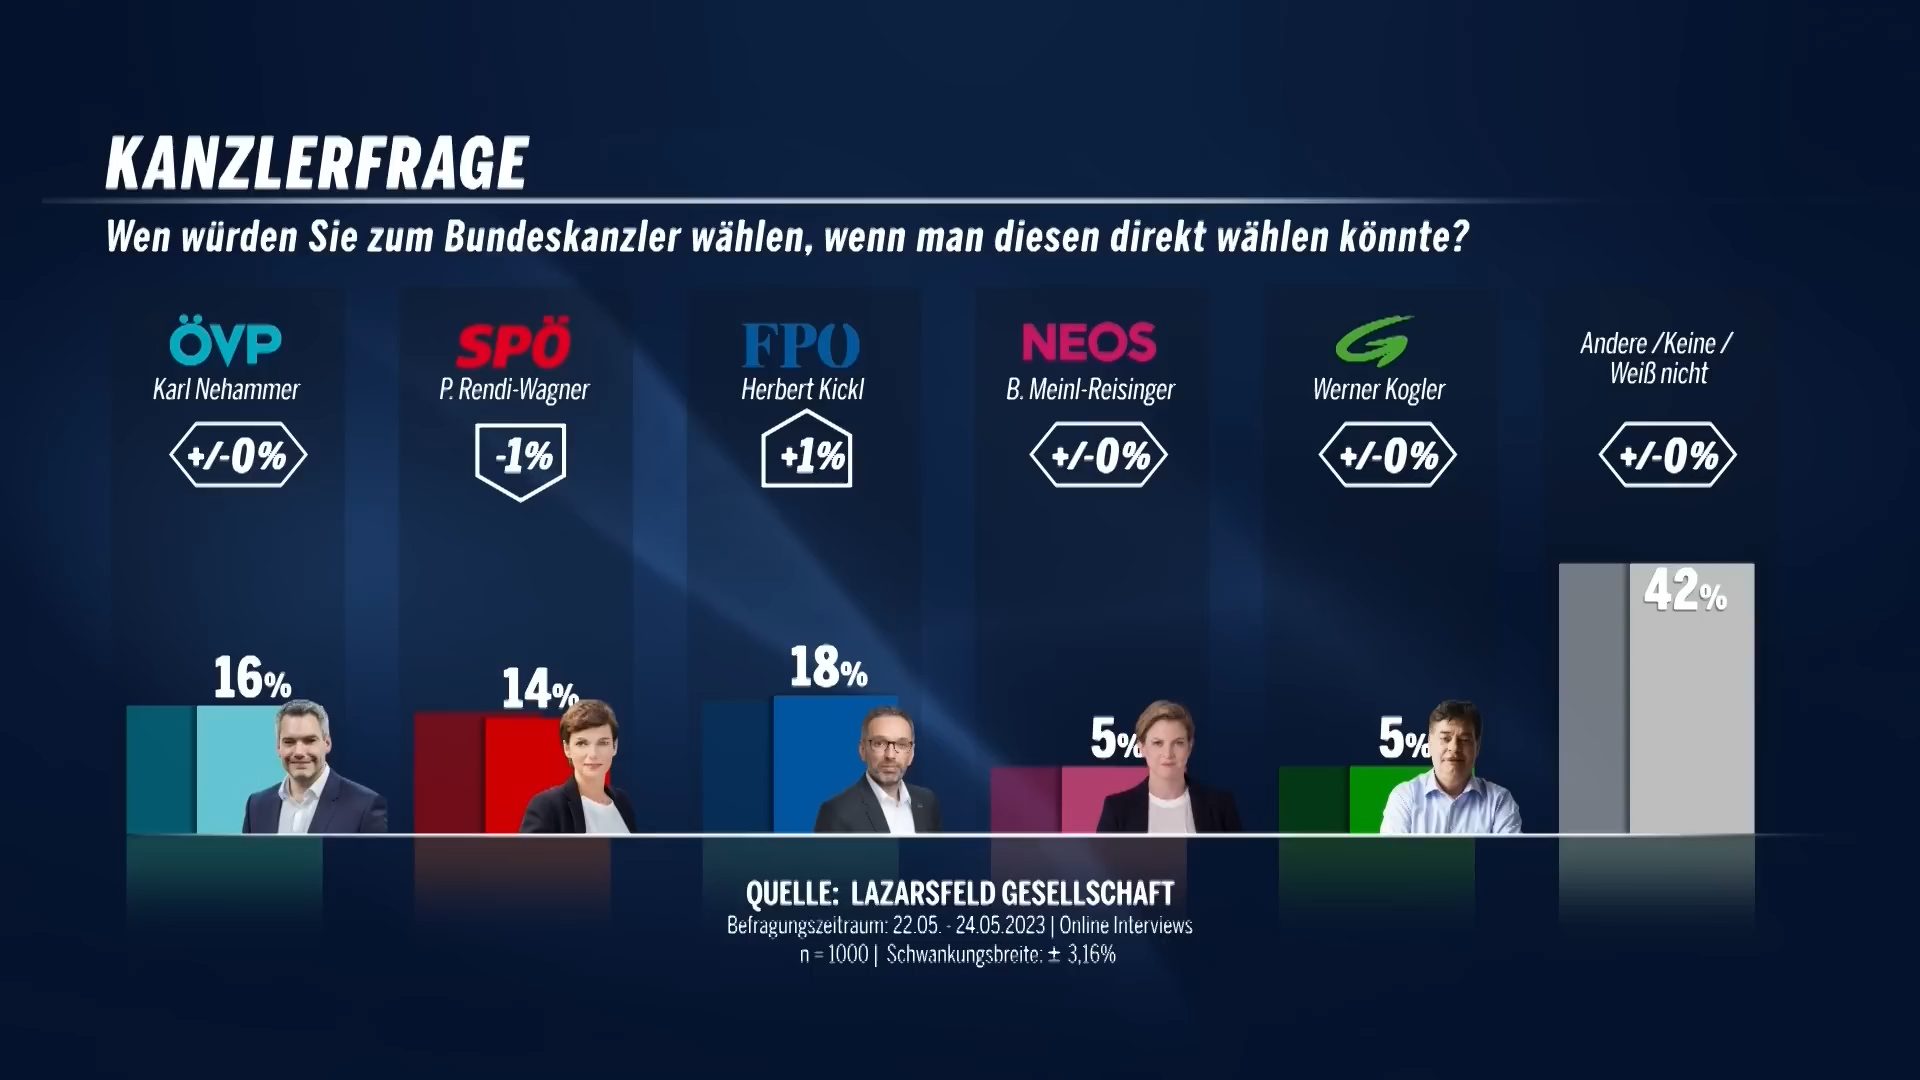 KANZLERFRAGE
Wen würden Sie zum Bundeskanzler wählen, wenn man diesen direkt wählen könnte?
ÖVP
Karl Nehammer
+/-0%
16%
SPÖ
P. Rendi-Wagner
-1%
14%
FPÖ
Herbert Kickl
+1%
18%
NEOS
B. Meinl-Reisinger
+/-0%
5%
G
Werner Kogler
+/-0%
5%
Andere /Keine /
Weiß nicht
+/-0%
42%
QUELLE: LAZARSFELD GESELLSCHAFT
Befragungszeitraum: 22.05. - 24.05.2023 | Online Interviews
n = 1000 | Schwankungsbreite: ± 3,16%